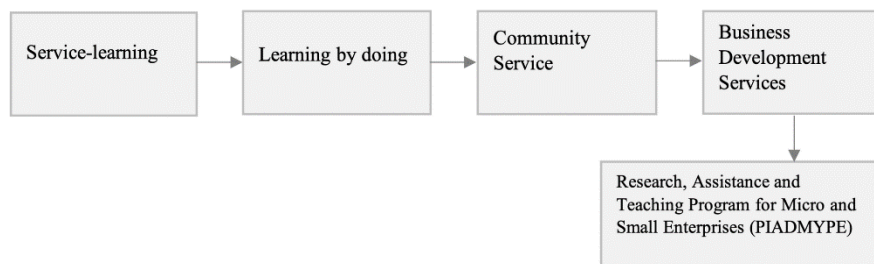 Service-learning
Learning by doing
Community
Service
Business
Development
Services
Research, Assistance and
Teaching Program for Micro and
Small Enterprises (PIADMYPE)